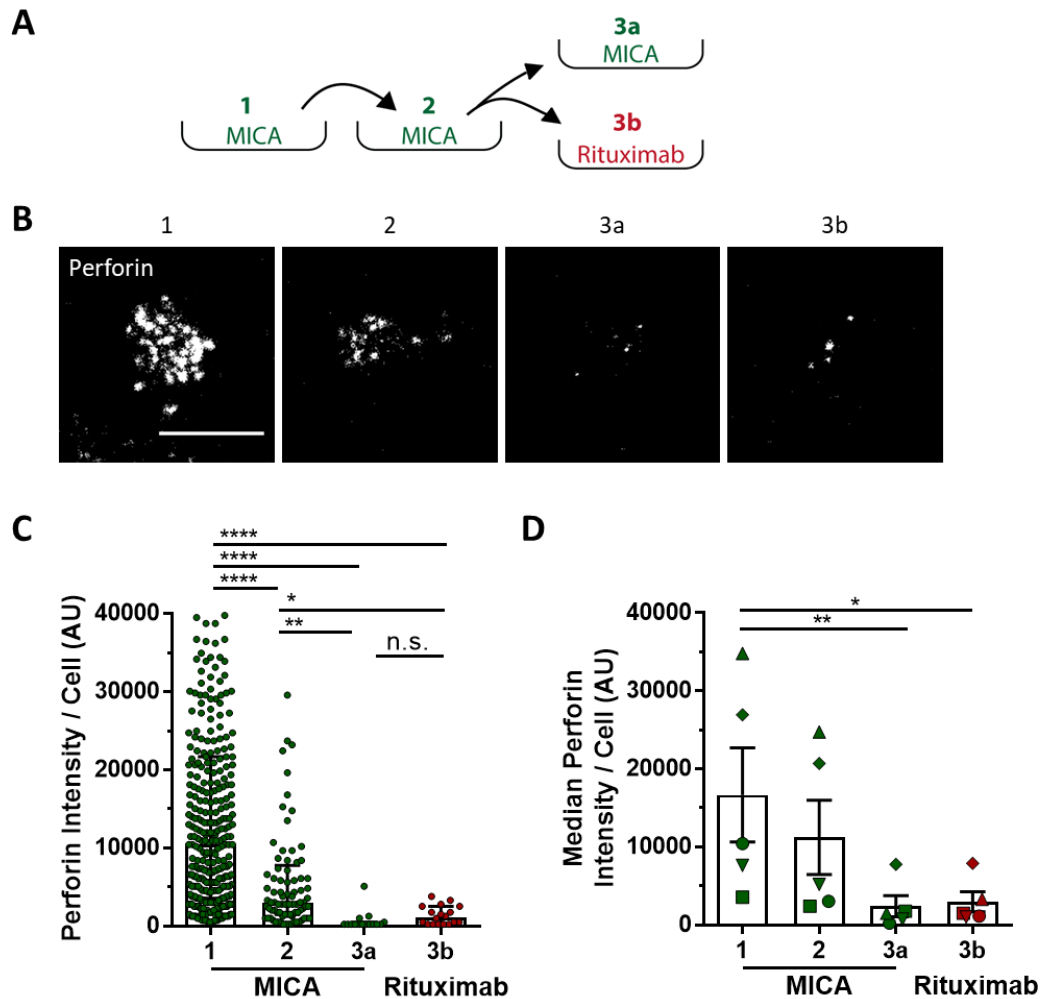 A
1
MICA
2
MICA
3a
MICA
3b
Rituximab
B
1
2
3a
3b
Perforin
C
****
****
****
*
**
n.s.
Perforin Intensity / Cell (AU)
40000
30000
20000
10000
0
1
2
3a
3b
MICA
Rituximab
D
*
**
Median Perforin
Intensity / Cell (AU)
40000
30000
20000
10000
0
1
2
3a
3b
MICA
Rituximab